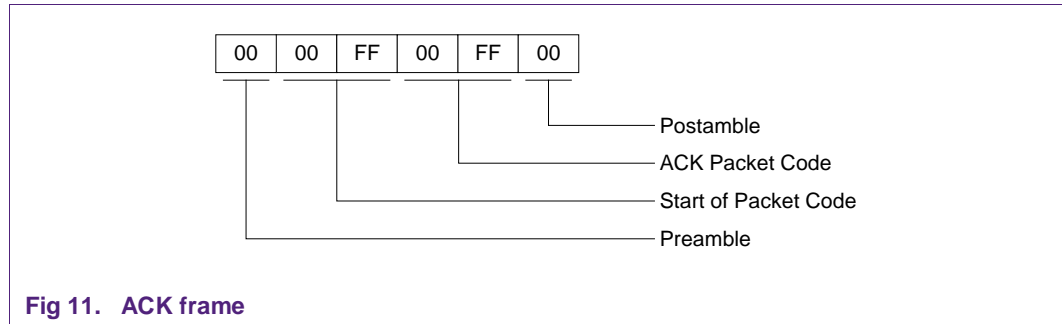 00 00 FF 00 FF 00
Postamble
ACK Packet Code
Start of Packet Code
Preamble
Fig 11. ACK frame